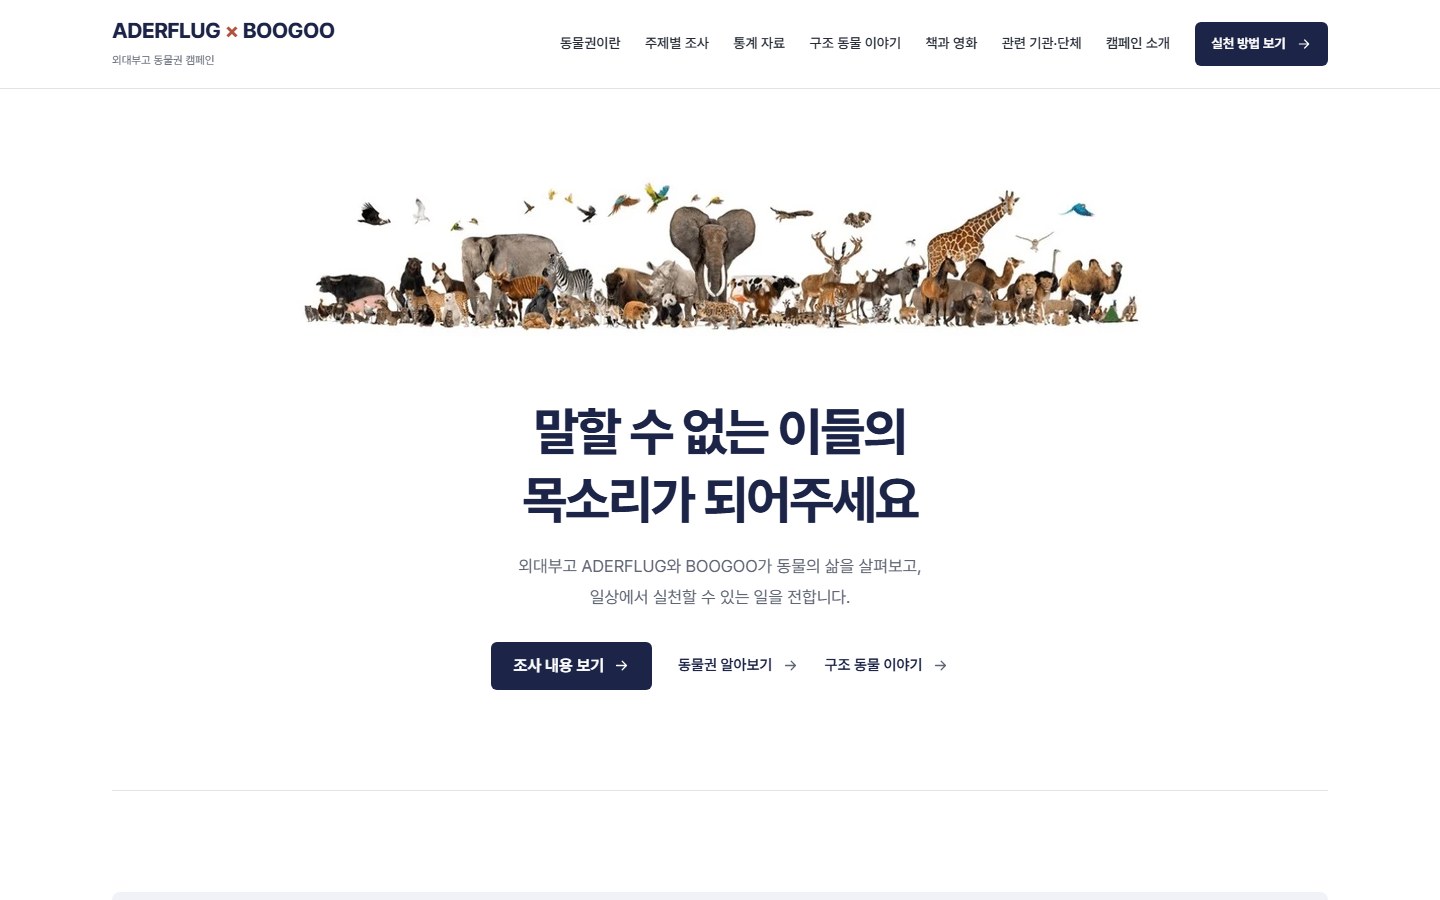 ADERFLUG × BOOGOO
외대부고 동물권 캠페인
동물권이란
주제별 조사
통계 자료
구조 동물 이야기
책과 영화
관련 기관·단체
캠페인 소개
실천 방법 보기 →
말할 수 없는 이들의
목소리가 되어주세요
외대부고 ADERFLUG와 BOOGOO가 동물의 삶을 살펴보고,
일상에서 실천할 수 있는 일을 전합니다.
조사 내용 보기 →
동물권 알아보기 →
구조 동물 이야기 →